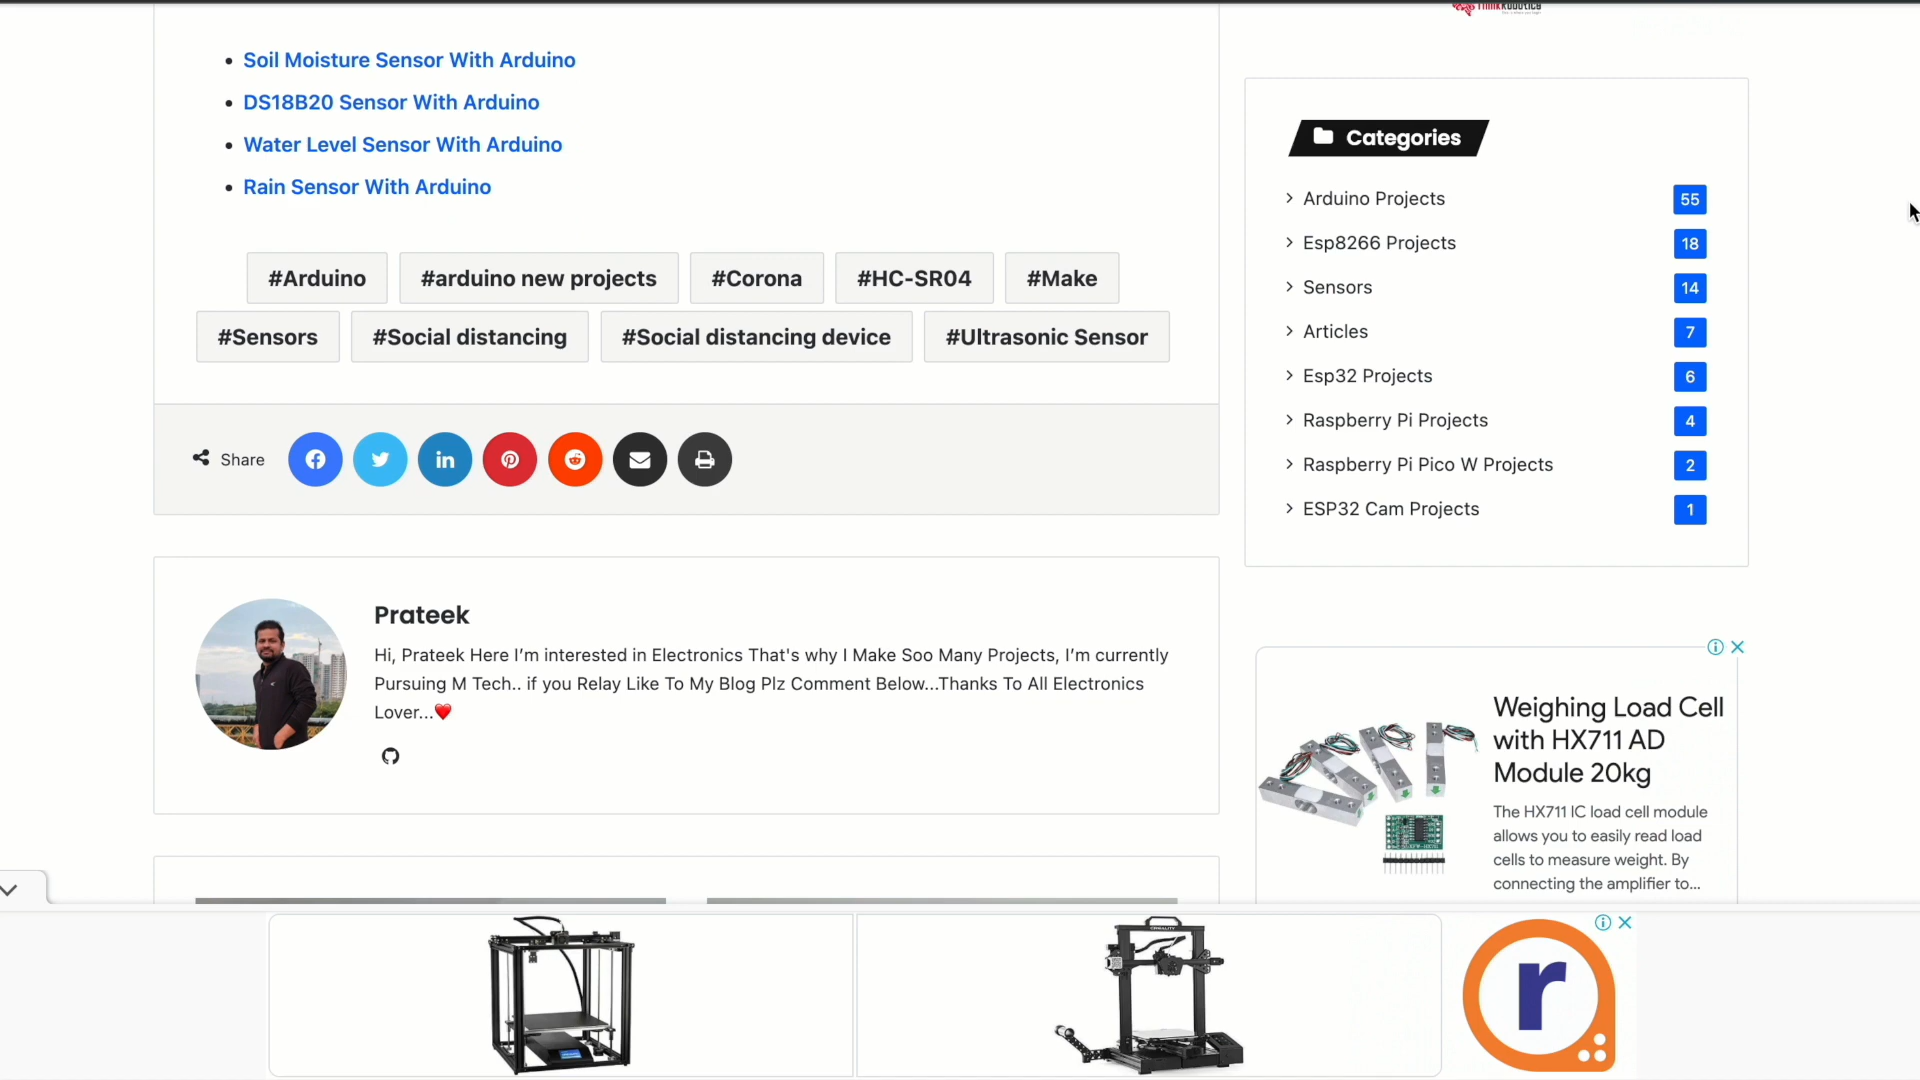 Soil Moisture Sensor With Arduino
DS18B20 Sensor With Arduino
Water Level Sensor With Arduino
Rain Sensor With Arduino
#Arduino
#arduino new projects
#Corona
#HC-SR04
#Make
#Sensors
#Social distancing
#Social distancing device
#Ultrasonic Sensor
Share
Prateek
Hi, Prateek Here I’m interested in Electronics That's why I Make Soo Many Projects, I’m currently
Pursuing M Tech.. if you Relay Like To My Blog Plz Comment Below...Thanks To All Electronics
Lover...❤️
Categories
Arduino Projects 55
Esp8266 Projects 18
Sensors 14
Articles 7
Esp32 Projects 6
Raspberry Pi Projects 4
Raspberry Pi Pico W Projects 2
ESP32 Cam Projects 1
Weighing Load Cell
with HX711 AD
Module 20kg
The HX711 IC load cell module
allows you to easily read load
cells to measure weight. By
connecting the amplifier to...
r